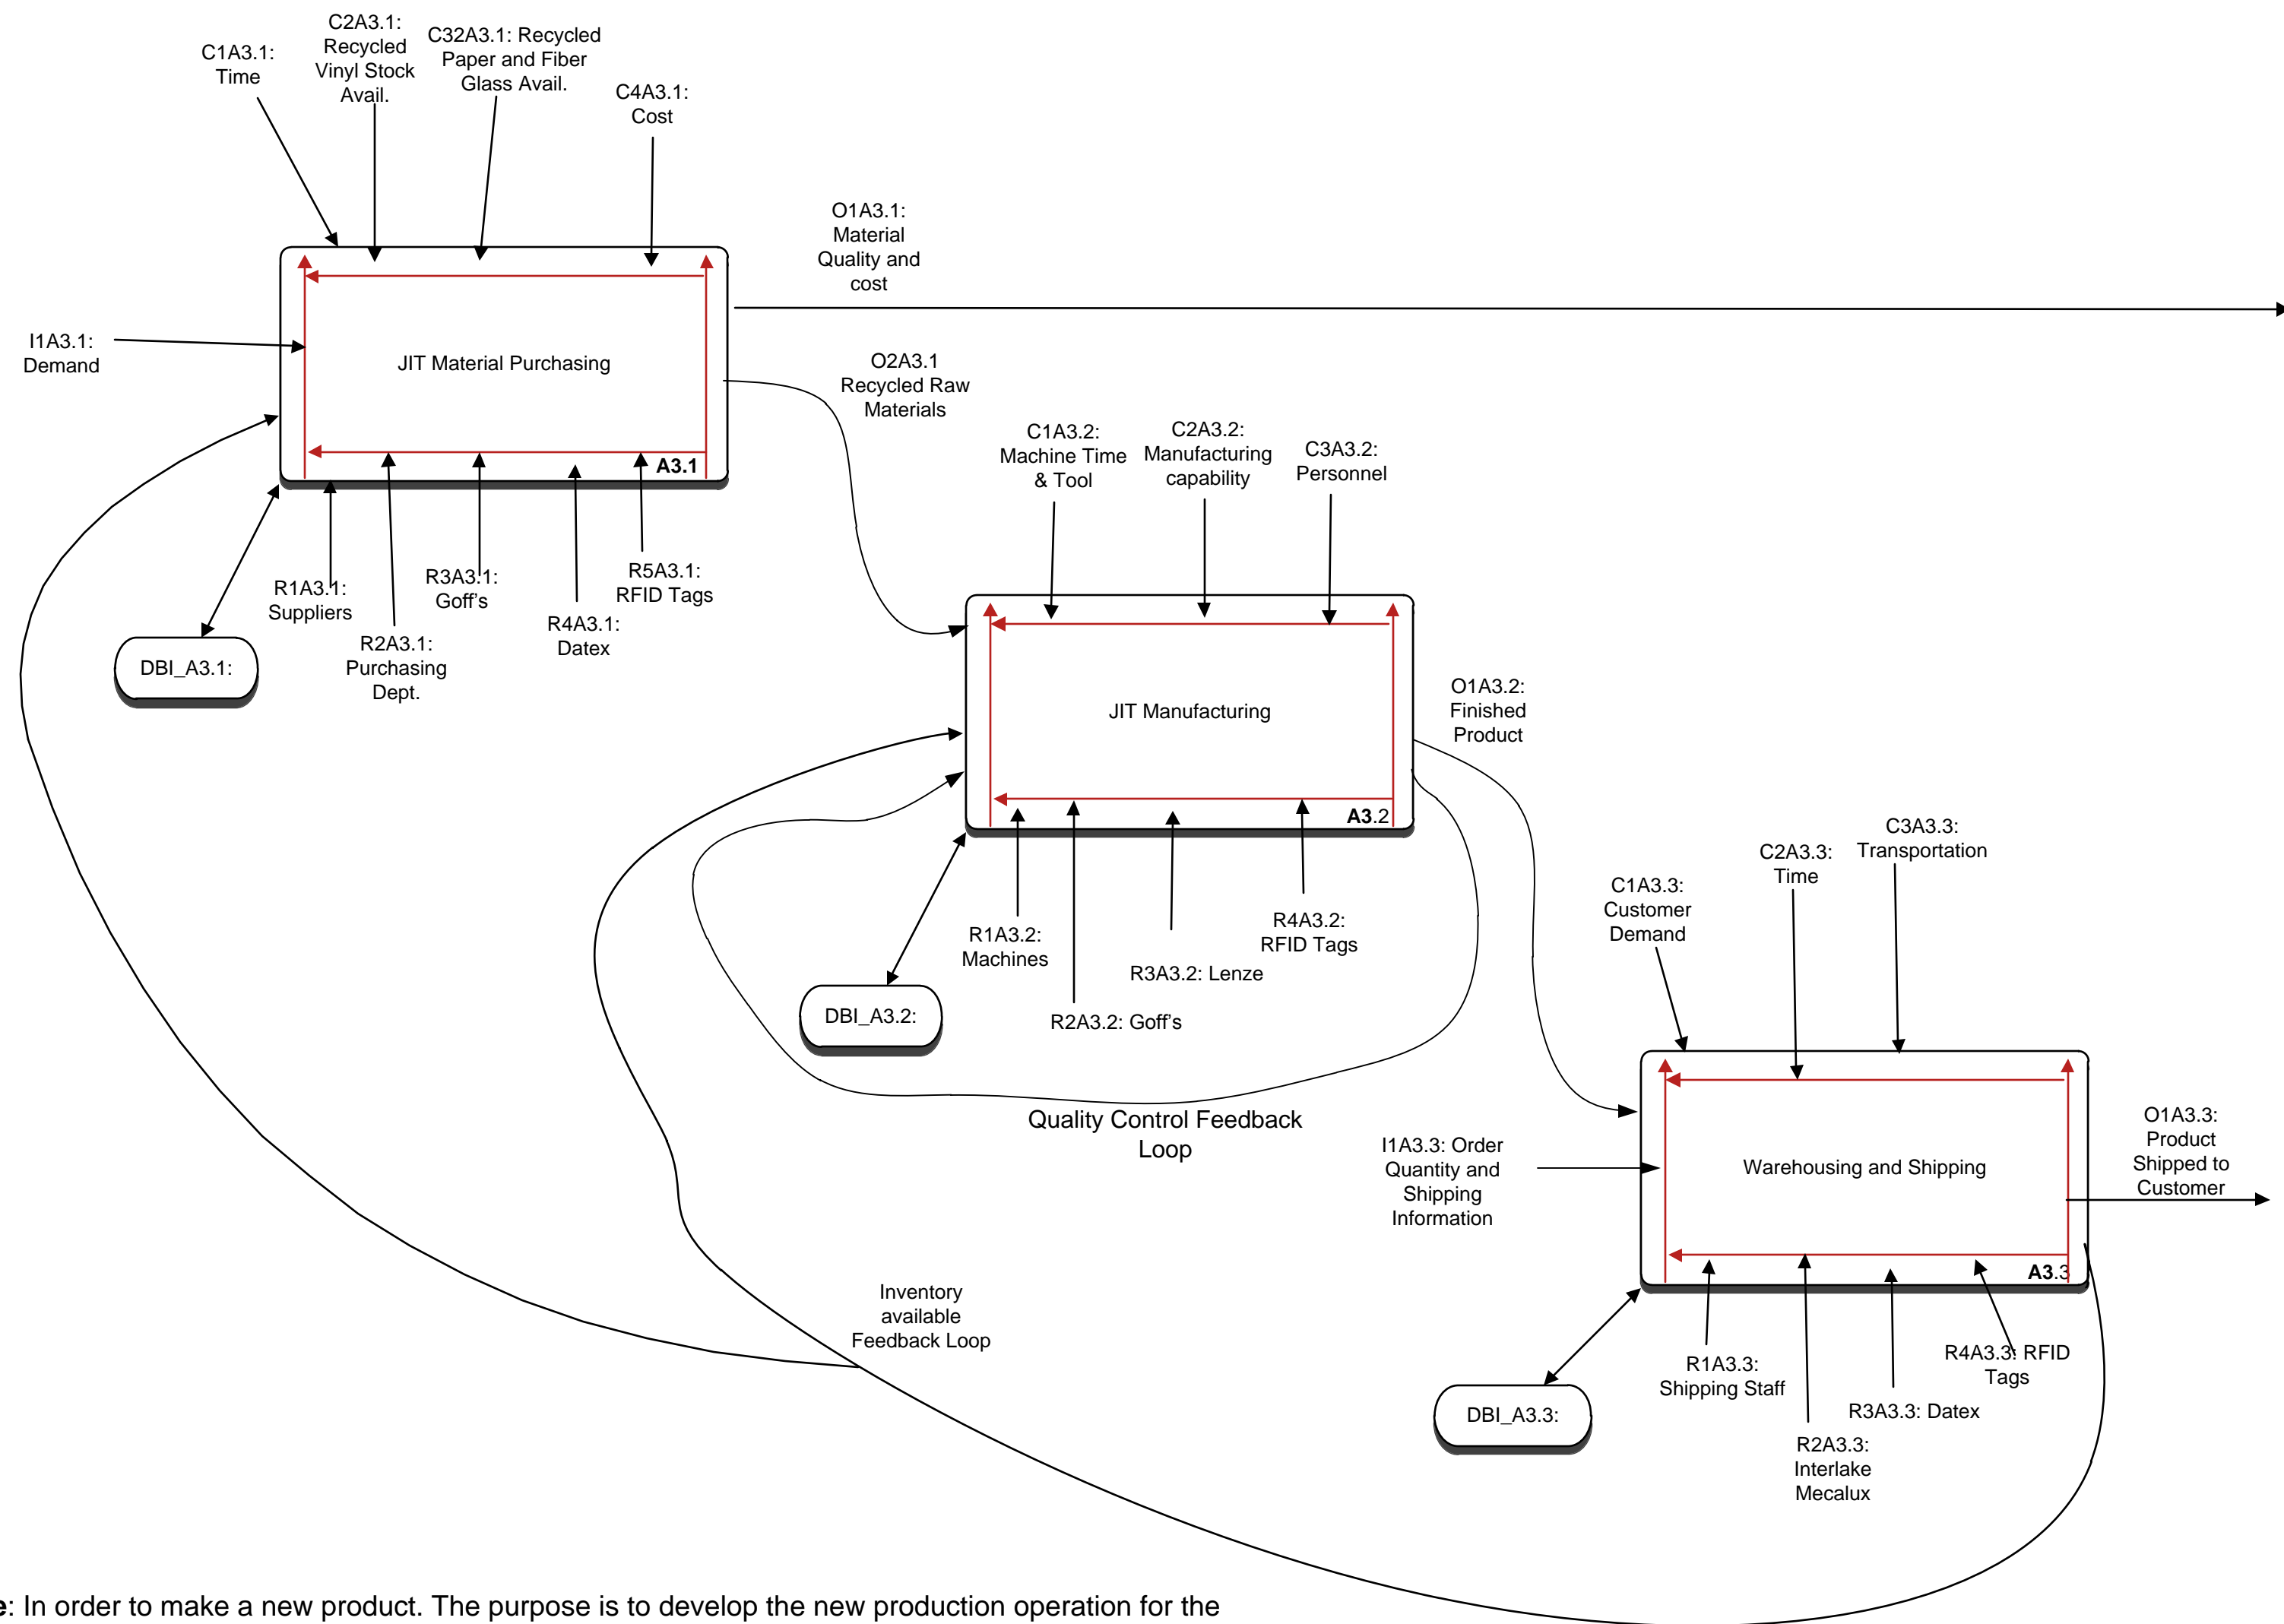 C1A3.1:
Time
C2A3.1:
Recycled
Vinyl Stock
Avail.
C32A3.1: Recycled
Paper and Fiber
Glass Avail.
C4A3.1:
Cost
O1A3.1:
Material
Quality and
cost
I1A3.1:
Demand
JIT Material Purchasing
A3.1
O2A3.1
Recycled Raw
Materials
R1A3.1:
Suppliers
R2A3.1:
Purchasing
Dept.
R3A3.1:
Goff's
R4A3.1:
Datex
R5A3.1:
RFID Tags
DBI_A3.1:
C1A3.2:
Machine Time
& Tool
C2A3.2:
Manufacturing
capability
C3A3.2:
Personnel
JIT Manufacturing
A3.2
O1A3.2:
Finished
Product
R1A3.2:
Machines
R2A3.2: Goff's
R3A3.2: Lenze
R4A3.2:
RFID Tags
DBI_A3.2:
Quality Control Feedback
Loop
C1A3.3:
Customer
Demand
C2A3.3:
Time
C3A3.3:
Transportation
I1A3.3: Order
Quantity and
Shipping
Information
Warehousing and Shipping
A3.3
O1A3.3:
Product
Shipped to
Customer
Inventory
available
Feedback Loop
R1A3.3:
Shipping Staff
R2A3.3:
Interlake
Mecalux
R3A3.3: Datex
R4A3.3: RFID
Tags
DBI_A3.3:
e: In order to make a new product. The purpose is to develop the new production operation for the